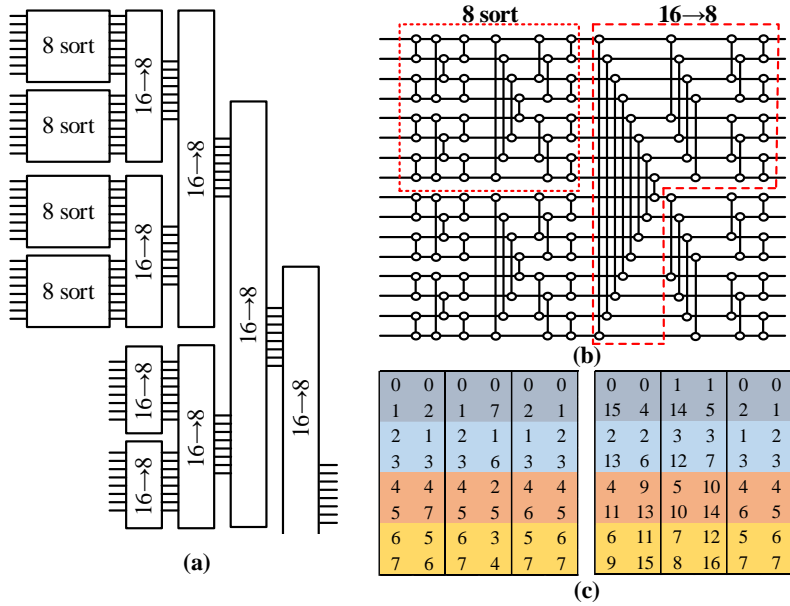 8 sort
8 sort
8 sort
8 sort
16→8
16→8
16→8
16→8
16→8
16→8
16→8
16→8
(a)
8 sort
16→8
(b)
0 0 0 0 0 0 0 0 1 1 0 0
1 2 1 7 2 1 15 4 14 5 2 1
2 1 2 1 1 2 2 2 3 3 1 2
3 3 3 6 3 3 13 6 12 7 3 3
4 4 4 2 4 4 4 9 5 10 4 4
5 7 5 5 6 5 11 13 10 14 6 5
6 5 6 3 5 6 6 11 7 12 5 6
7 6 7 4 7 7 9 15 8 16 7 7
(c)